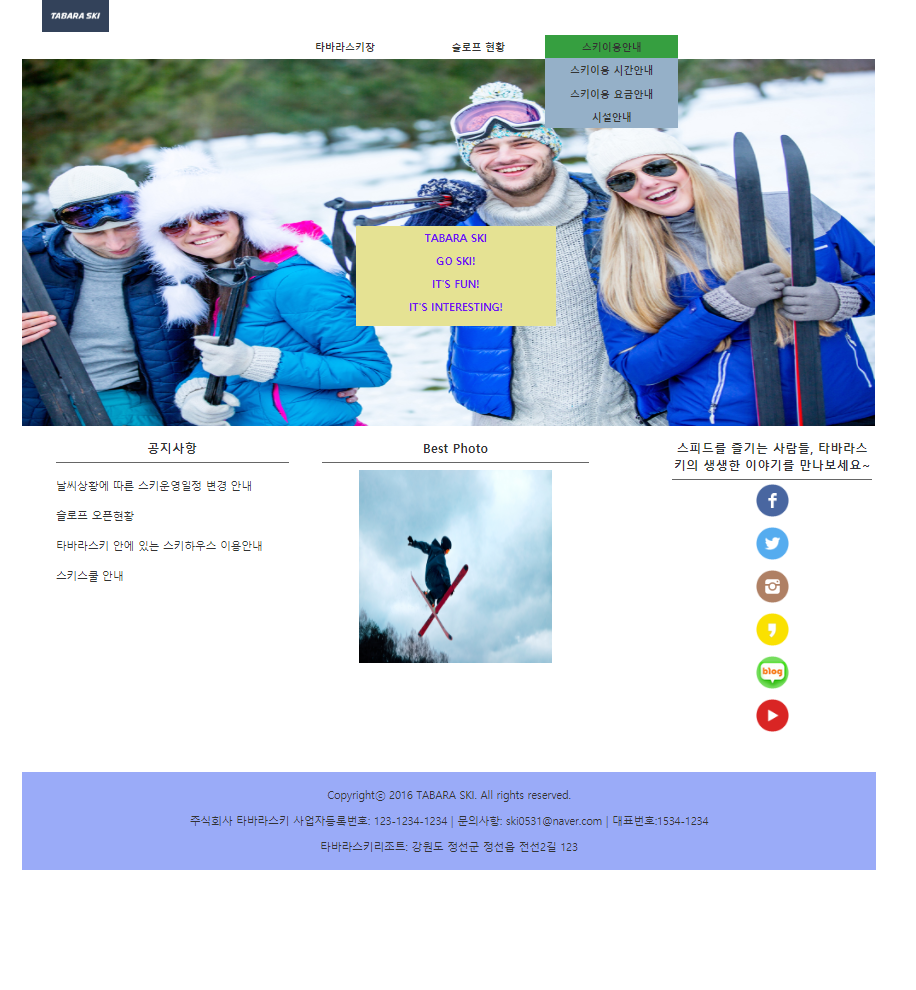 TABARA SKI
타바라스키장
슬로프 현황
스키이용안내
스키이용 시간안내
스키이용 요금안내
시설안내
TABARA SKI
GO SKI!
IT'S FUN!
IT'S INTERESTING!
공지사항
날씨상황에 따른 스키운영일정 변경 안내
슬로프 오픈현황
타바라스키 안에 있는 스키하우스 이용안내
스키스쿨 안내
Best Photo
스피드를 즐기는 사람들, 타바라스
키의 생생한 이야기를 만나보세요~
blog
Copyrightⓒ 2016 TABARA SKI. All rights reserved.
주식회사 타바라스키 사업자등록번호: 123-1234-1234 | 문의사항: ski0531@naver.com | 대표번호:1534-1234
타바라스키리조트: 강원도 정선군 정선읍 전선2길 123